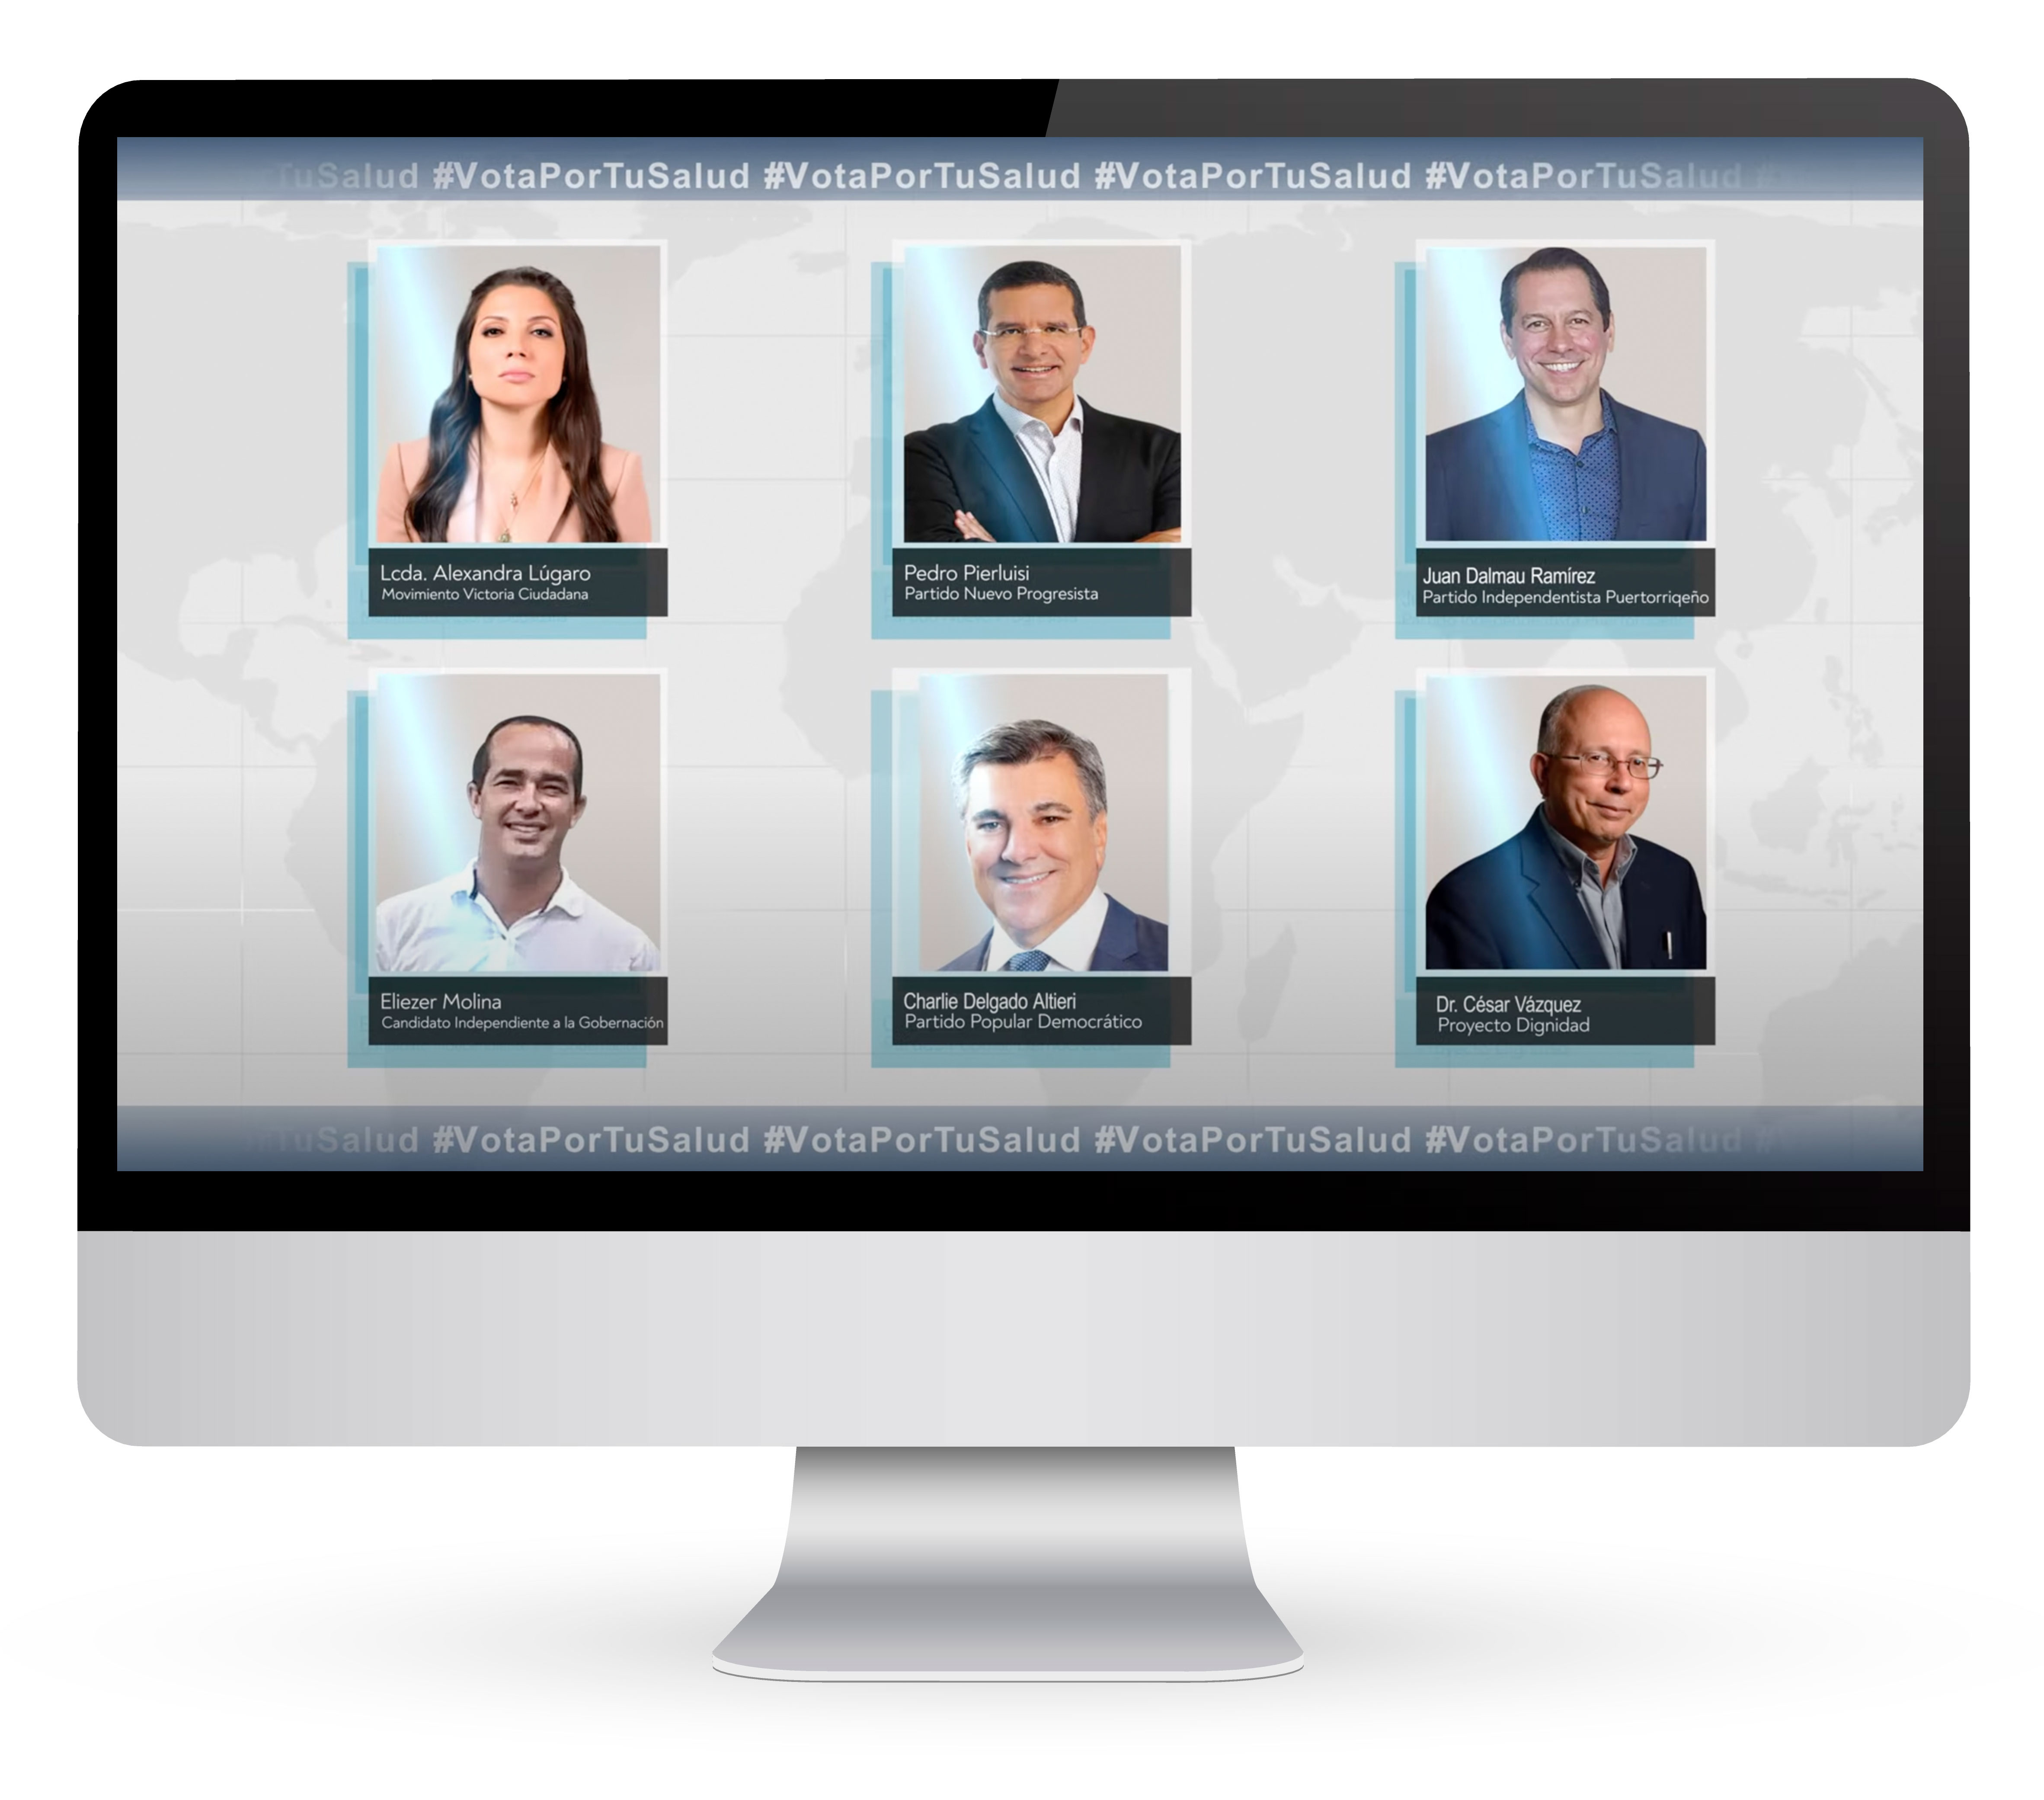 TuSalud #VotaPorTuSalud #VotaPorTuSalud #VotaPorTuSalud #VotaPorTuSalud #
Lcda. Alexandra Lúgaro
Movimiento Victoria Ciudadana
Pedro Pierluisi
Partido Nuevo Progresista
Juan Dalmau Ramírez
Partido Independentista Puertorriqeño
Eliezer Molina
Candidato Independiente a la Gobernación
Charlie Delgado Altieri
Partido Popular Democrático
Dr. César Vázquez
Proyecto Dignidad
rTuSalud #VotaPorTuSalud #VotaPorTuSalud #VotaPorTuSalud #VotaPorTuSalud #